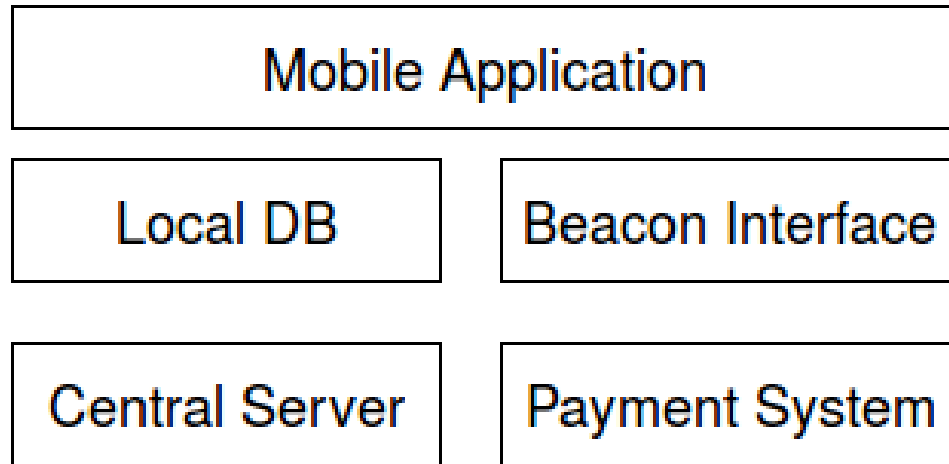 Mobile Application
Local DB
Beacon Interface
Central Server
Payment System